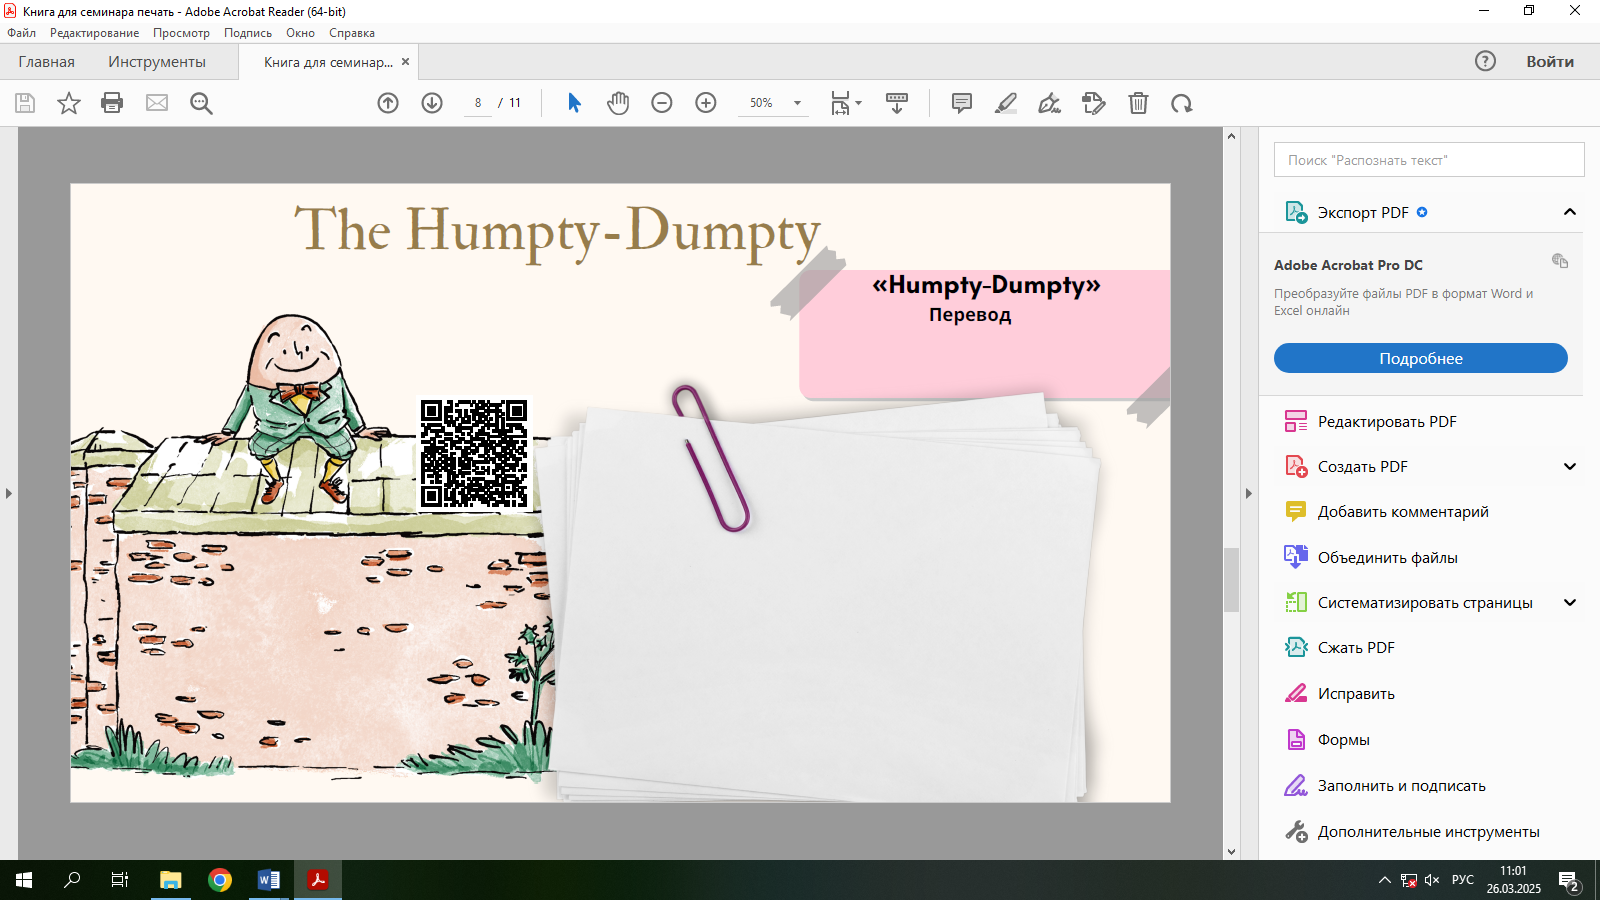 Книга для семинара печать - Adobe Acrobat Reader (64-bit)
Файл Редактирование Просмотр Подпись Окно Справка
Главная Инструменты Книга для семинар... × Войти
8 / 11 50%
Поиск "Распознать текст"
Экспорт PDF
Adobe Acrobat Pro DC
Преобразуйте файлы PDF в формат Word и
Excel онлайн
Подробнее
Редактировать PDF
Создать PDF
Добавить комментарий
Объединить файлы
Систематизировать страницы
Сжать PDF
Исправить
Формы
Заполнить и подписать
Дополнительные инструменты
The Humpty-Dumpty
«Humpty-Dumpty»
Перевод
РУС
11:01
26.03.2025
2